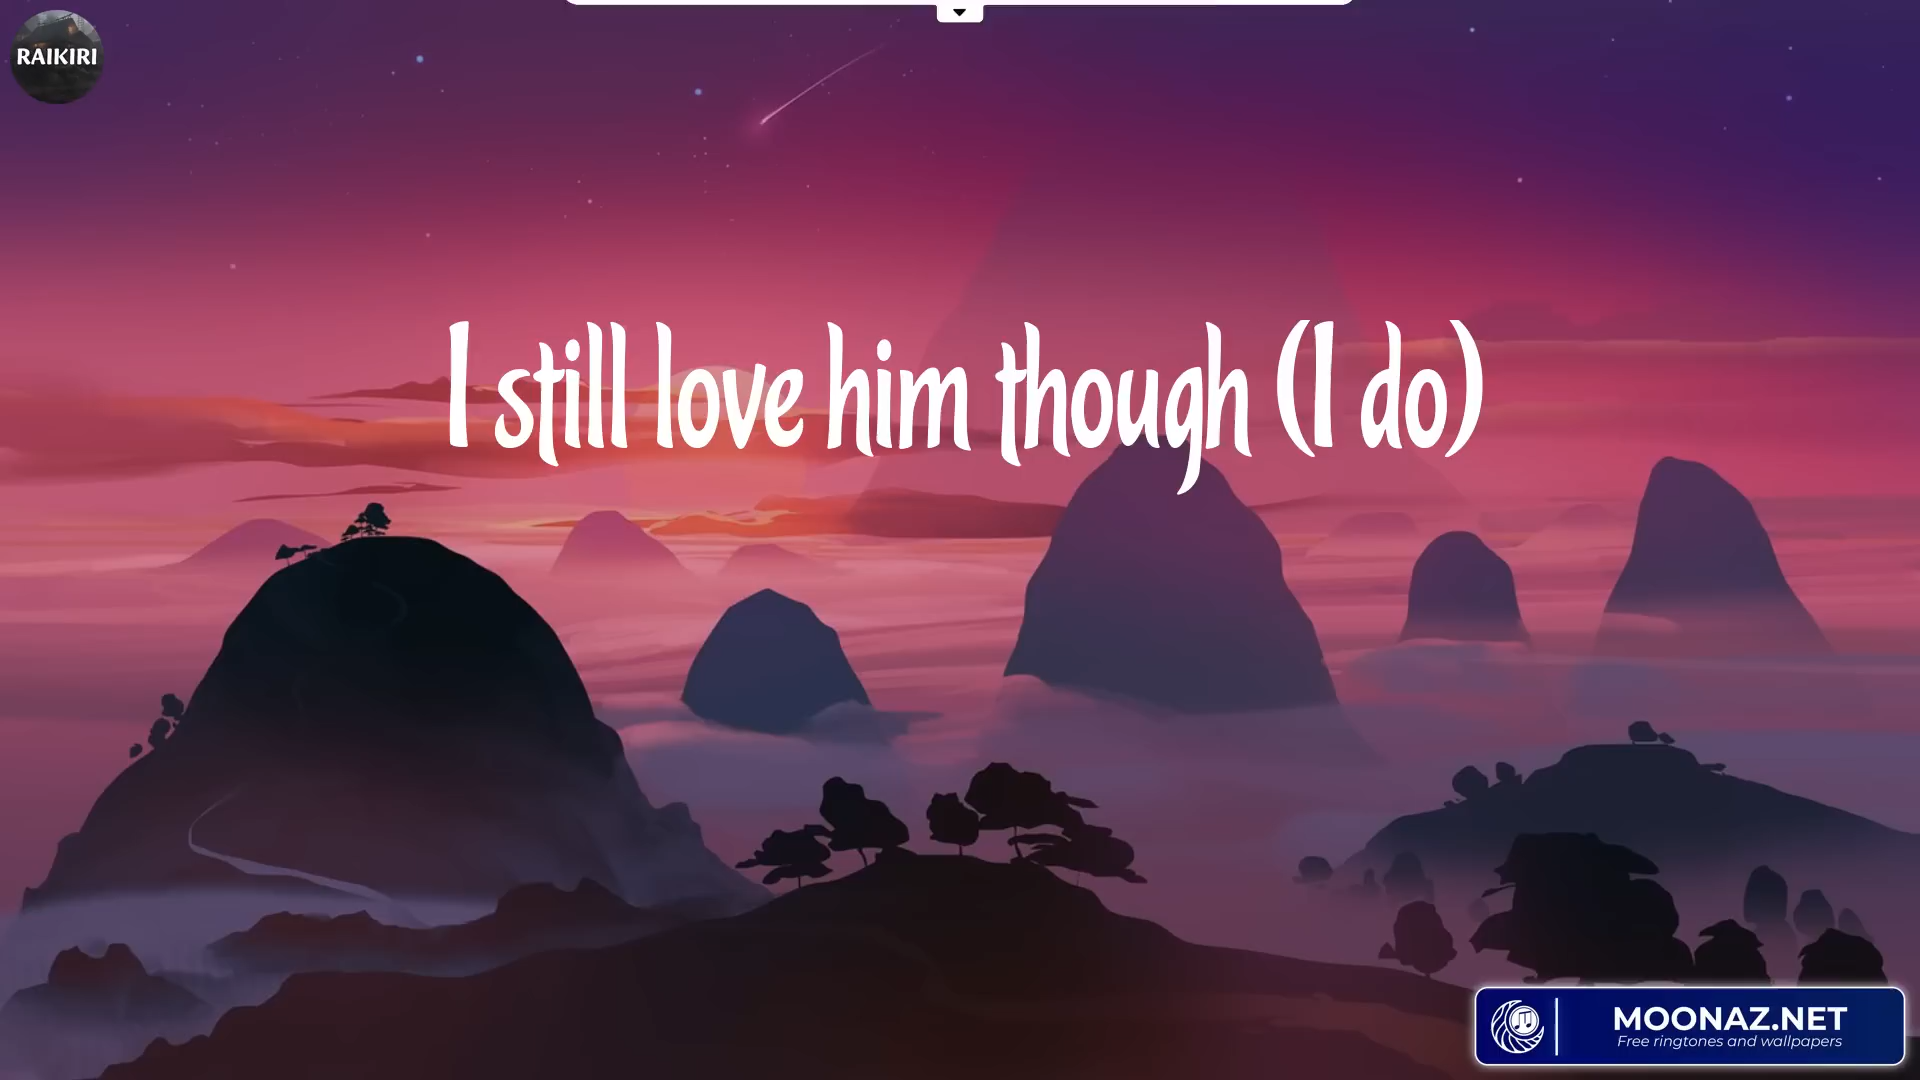 RAIKIRI
I still love him though (I do)
MOONAZ.NET
Free ringtones and wallpapers